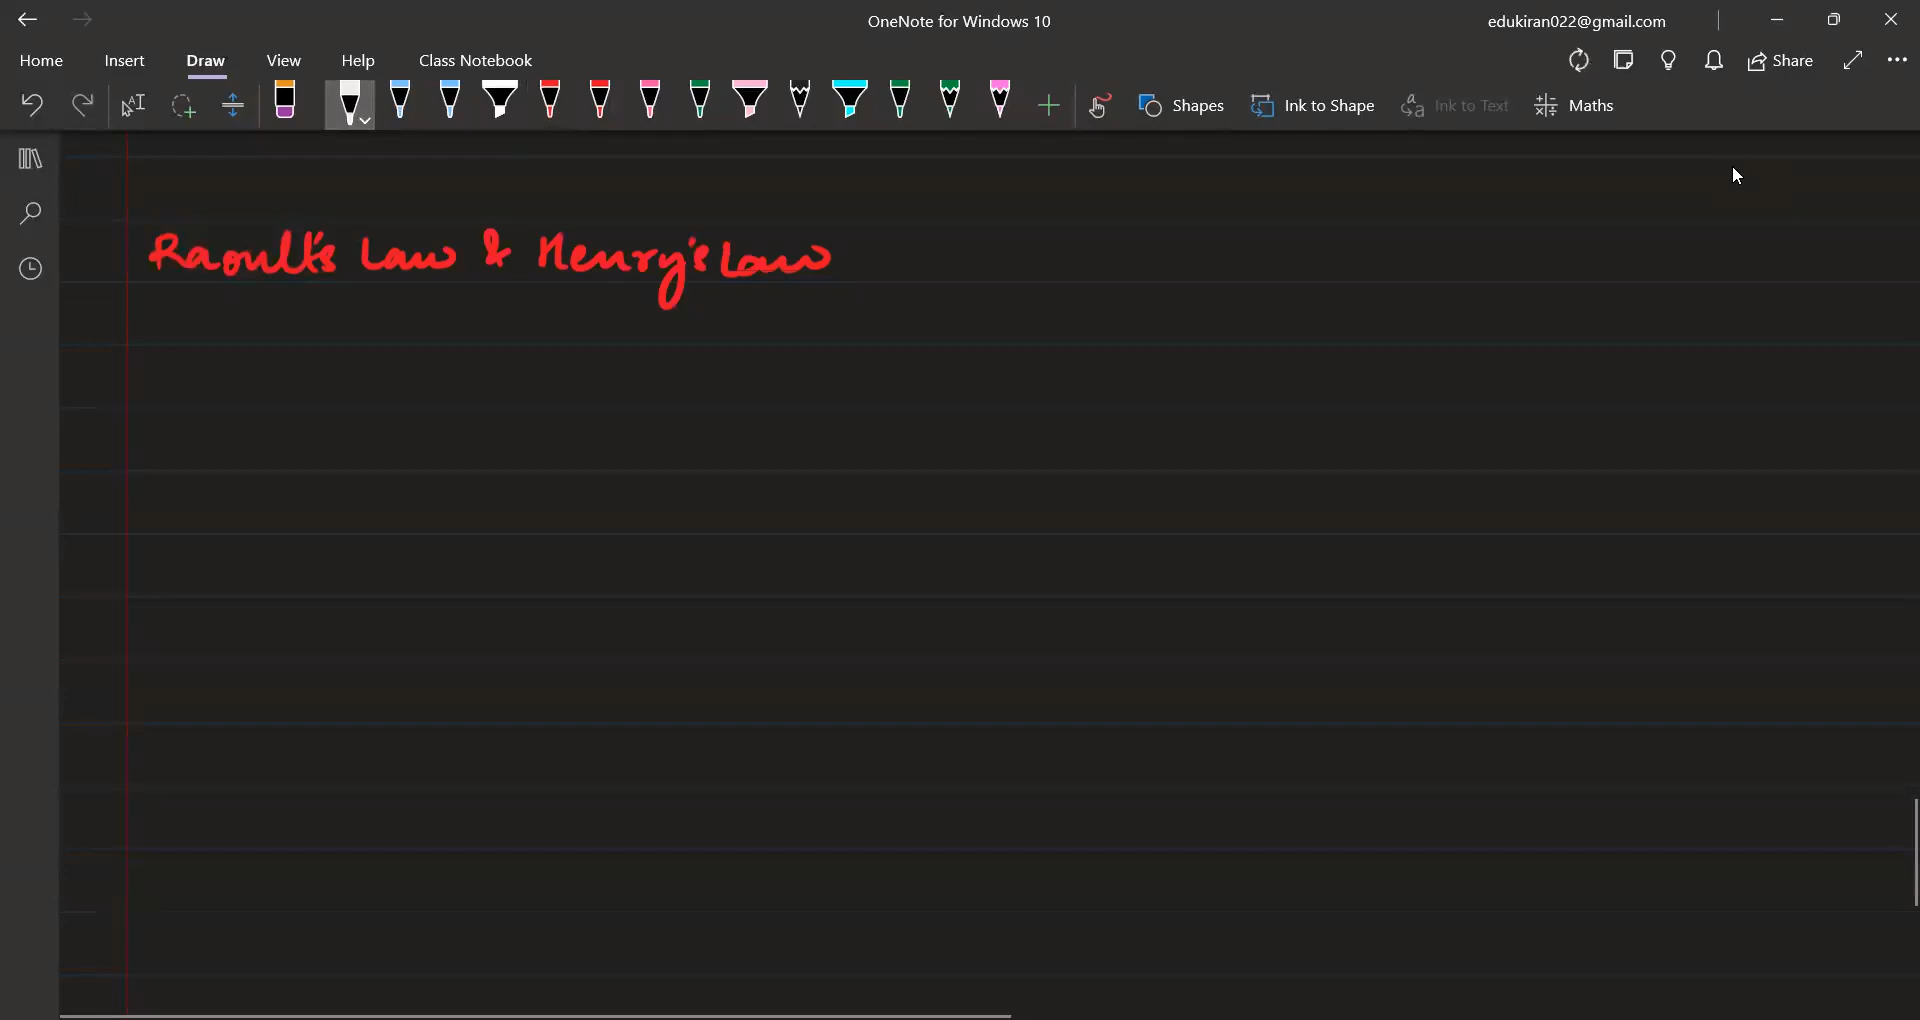 OneNote for Windows 10
edukiran022@gmail.com
Home Insert Draw View Help Class Notebook
Share
Shapes Ink to Shape Ink to Text Maths
Raoult's Law & Henry's Law